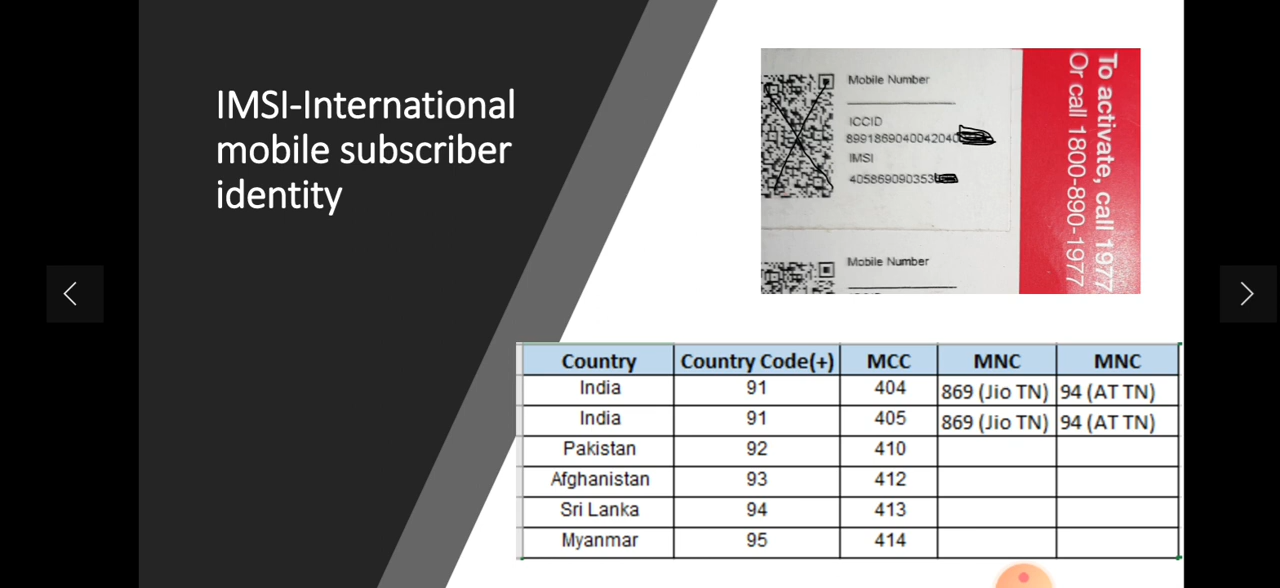 IMSI-International
mobile subscriber
identity
Mobile Number
ICCID
8991869040042040
IMSI
40586909035
Mobile Number
To activate, call 1977
Or call 1800-890-1977
Country Country Code(+) MCC MNC MNC
India 91 404 869 (Jio TN) 94 (AT TN)
India 91 405 869 (Jio TN) 94 (AT TN)
Pakistan 92 410
Afghanistan 93 412
Sri Lanka 94 413
Myanmar 95 414